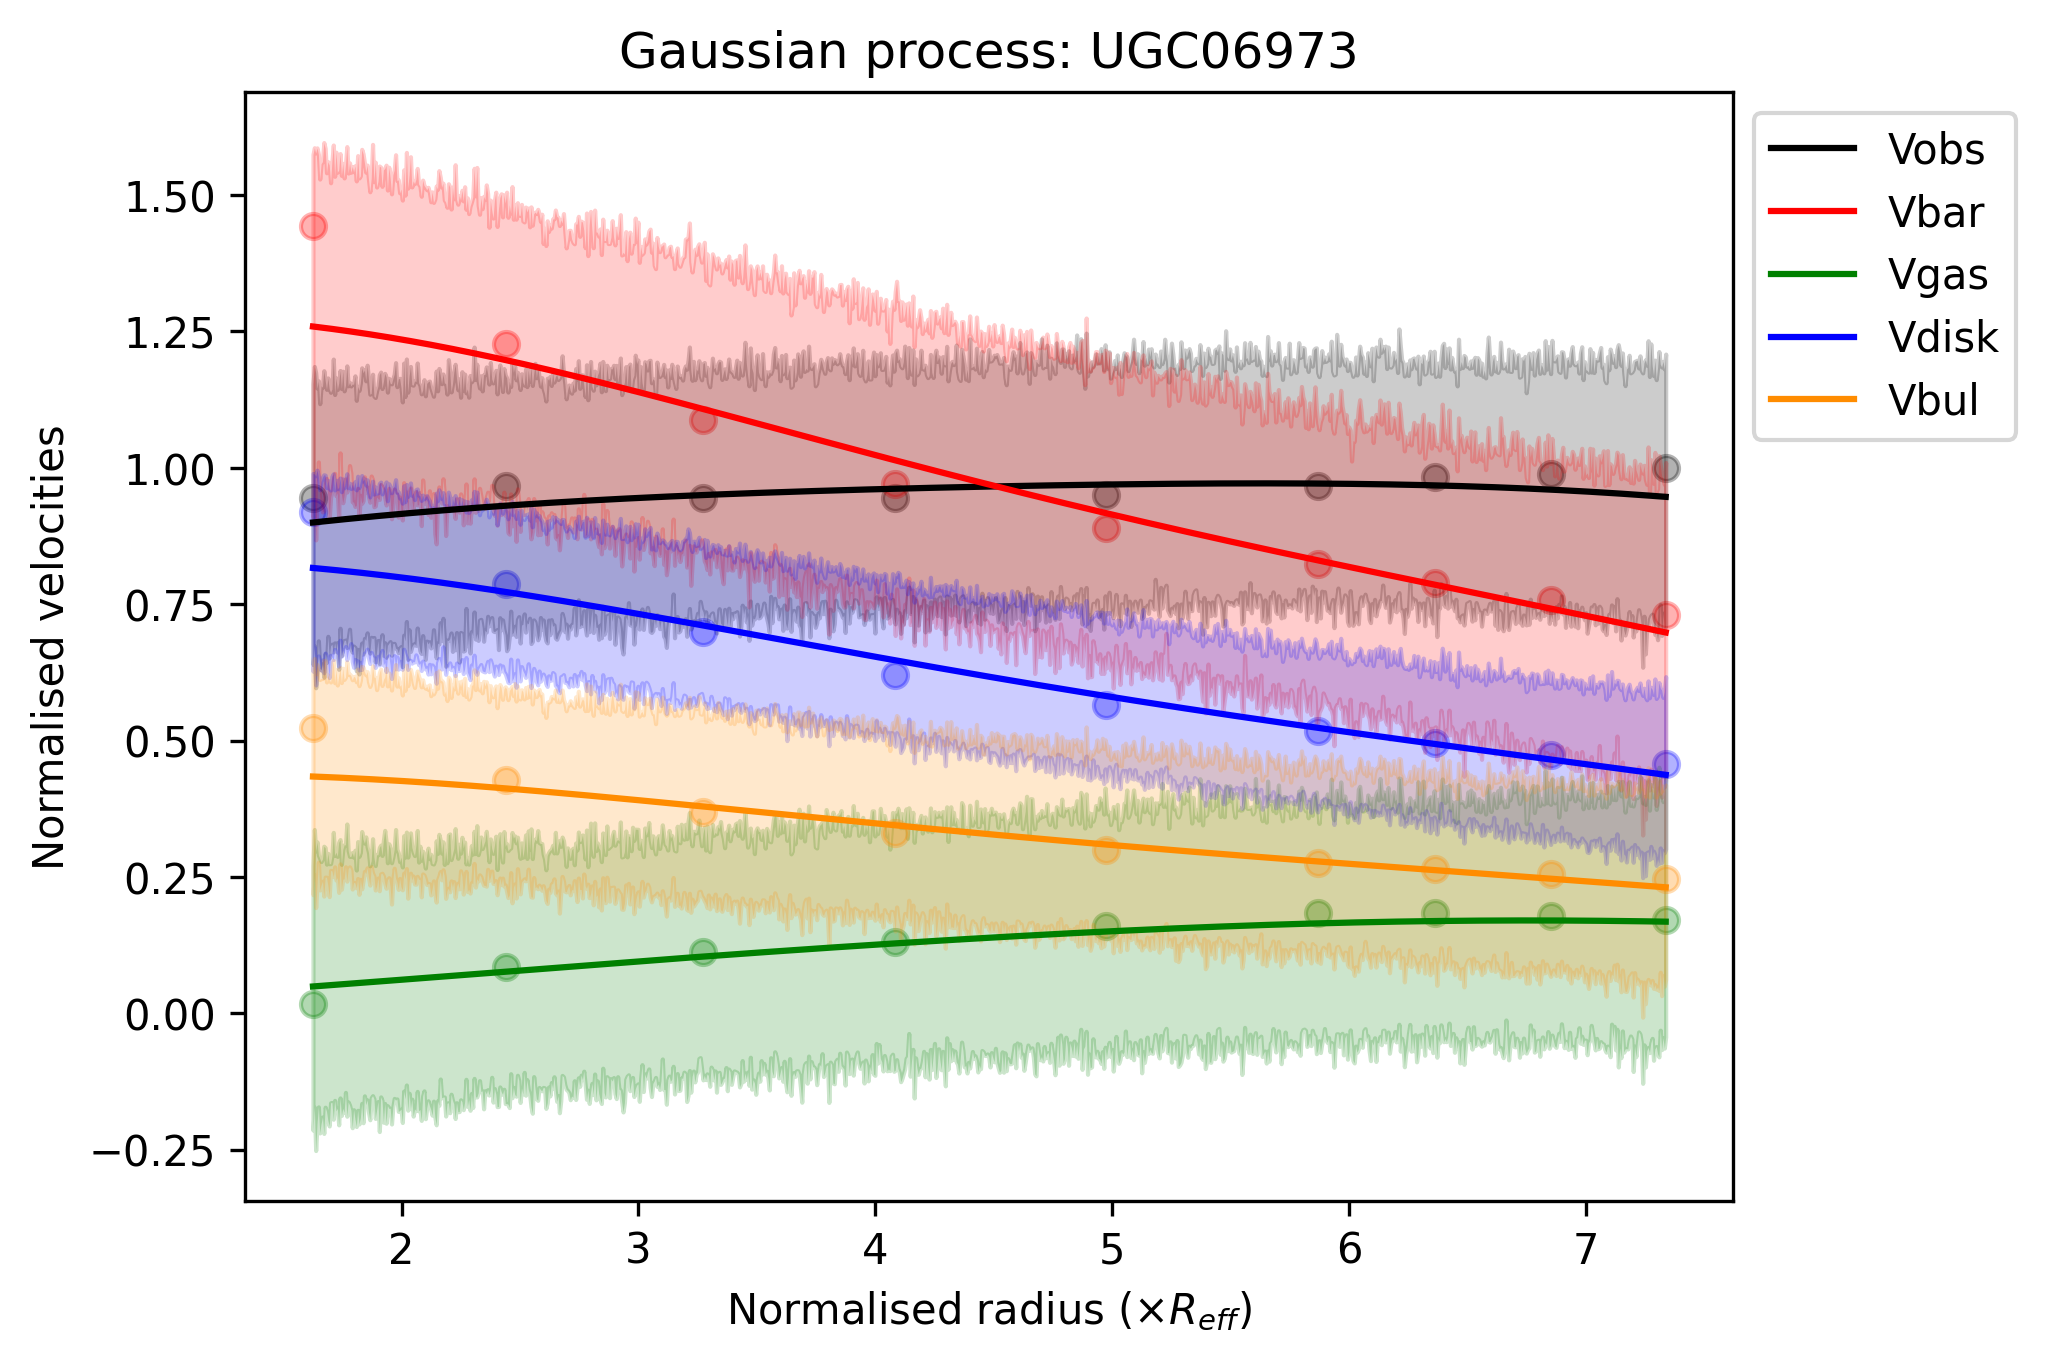 Gaussian process: UGC06973
Normalised velocities
1.50
1.25
1.00
0.75
0.50
0.25
0.00
−0.25
2 3 4 5 6 7
Normalised radius (×R_eff)
Vobs
Vbar
Vgas
Vdisk
Vbul